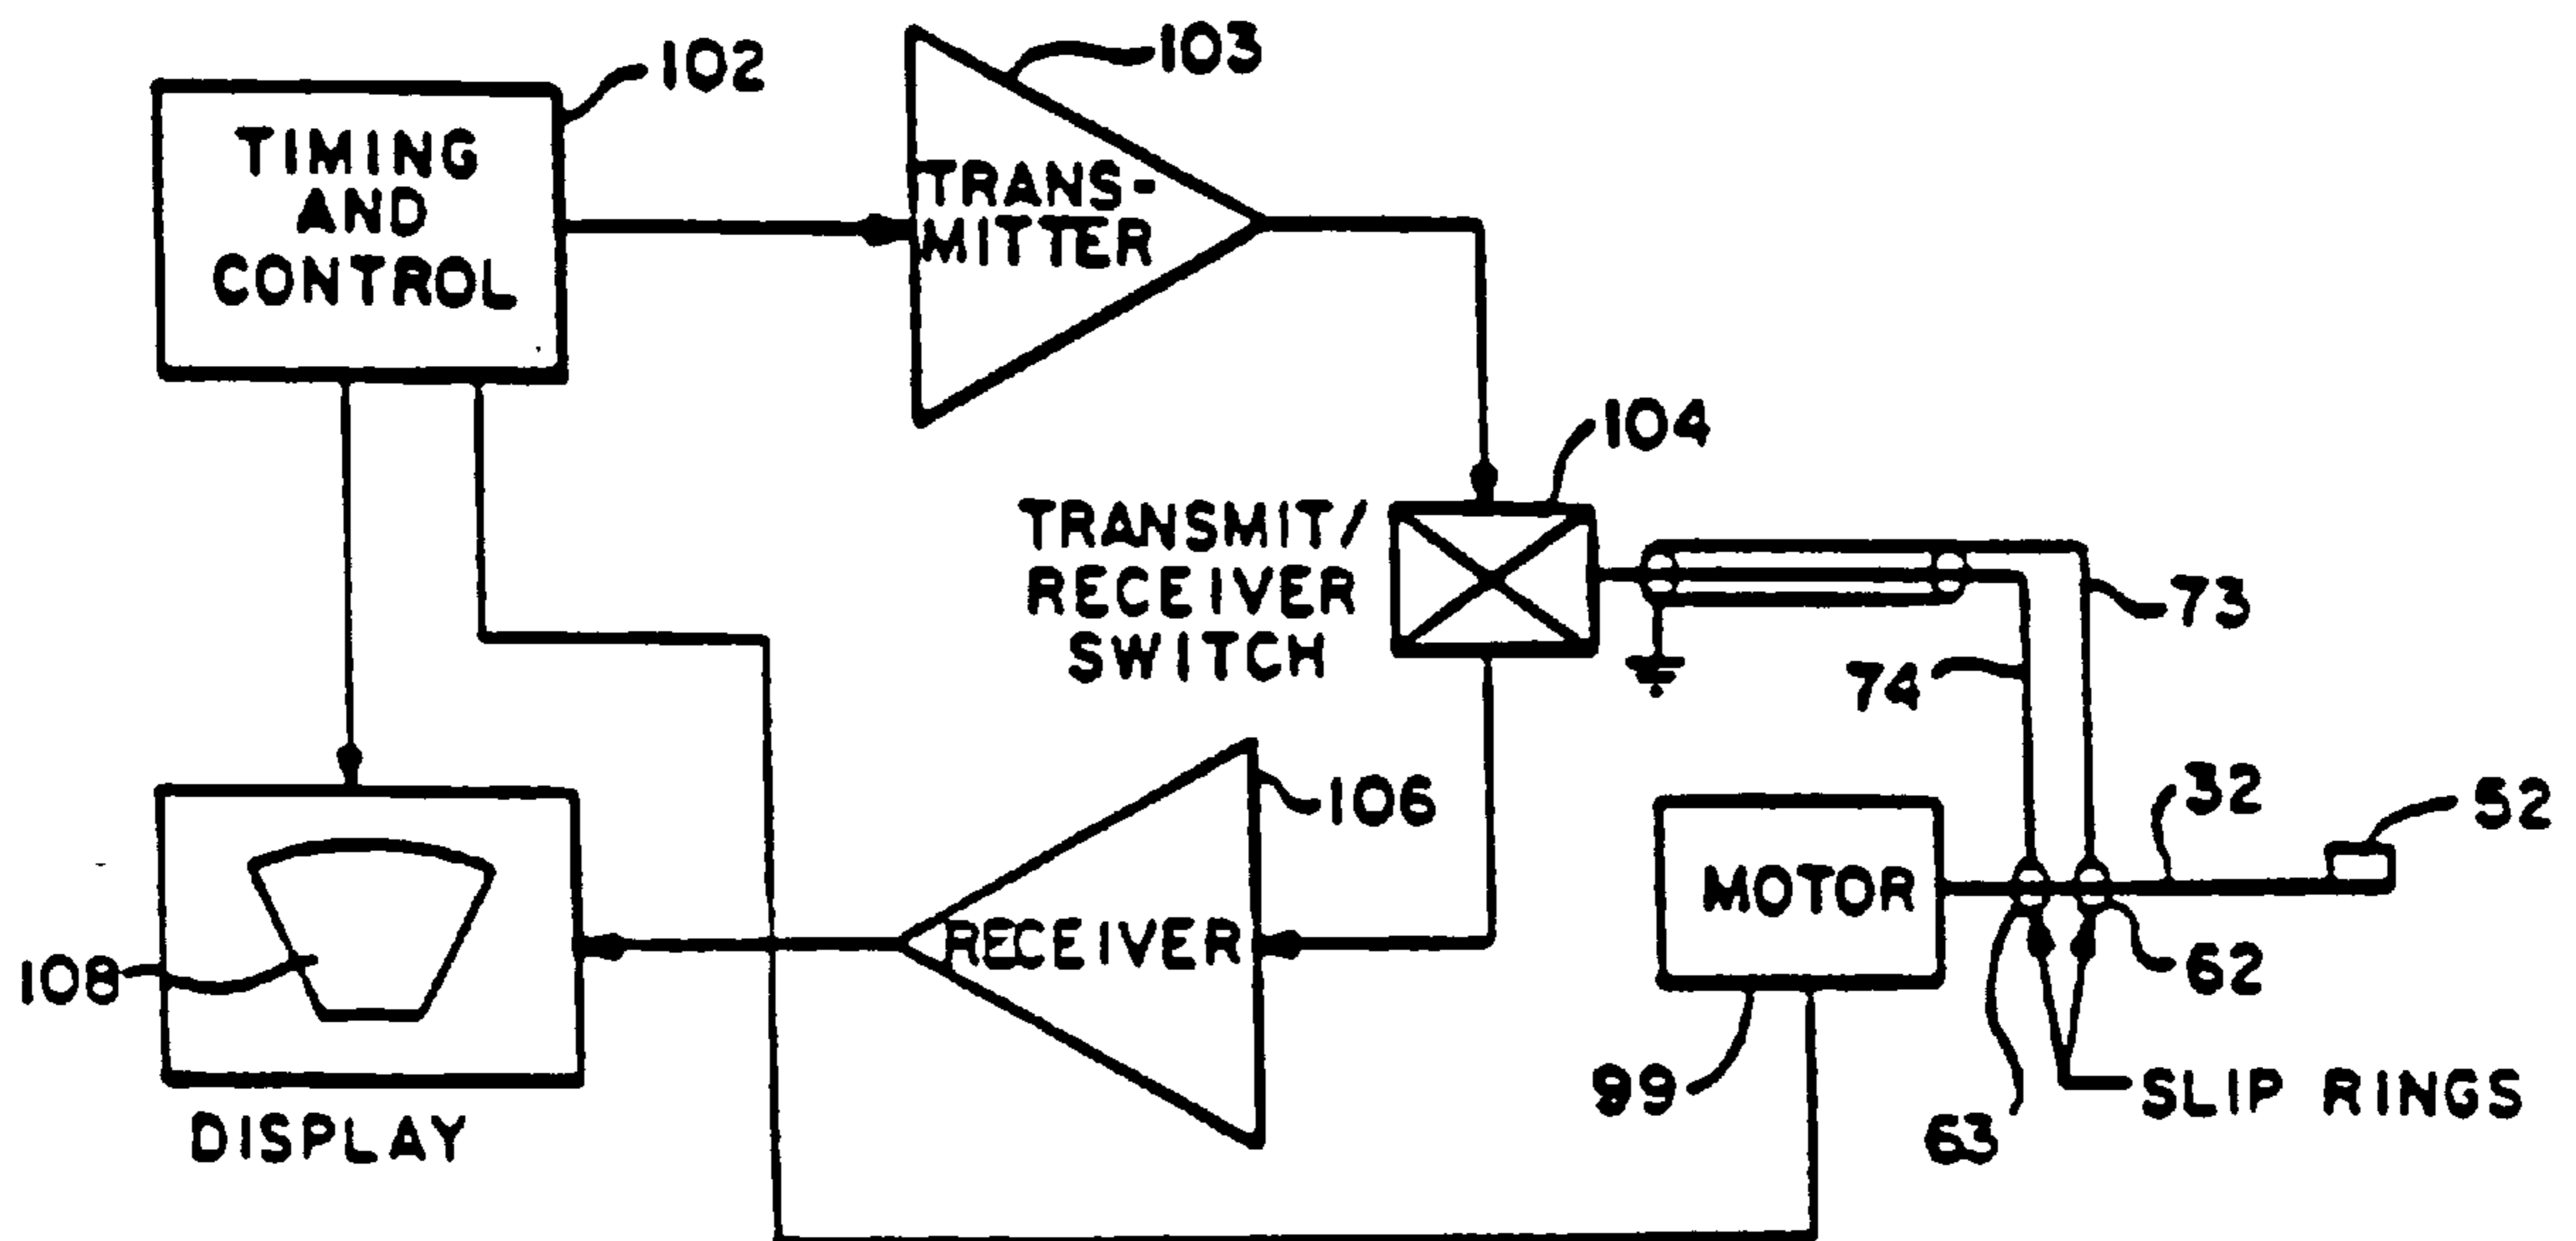 102
103
TIMING
AND
CONTROL
TRANS-
MITTER
104
TRANSMIT/
RECEIVER
SWITCH
73
74
106
32
52
MOTOR
RECEIVER
108
62
99
63
SLIP RINGS
DISPLAY